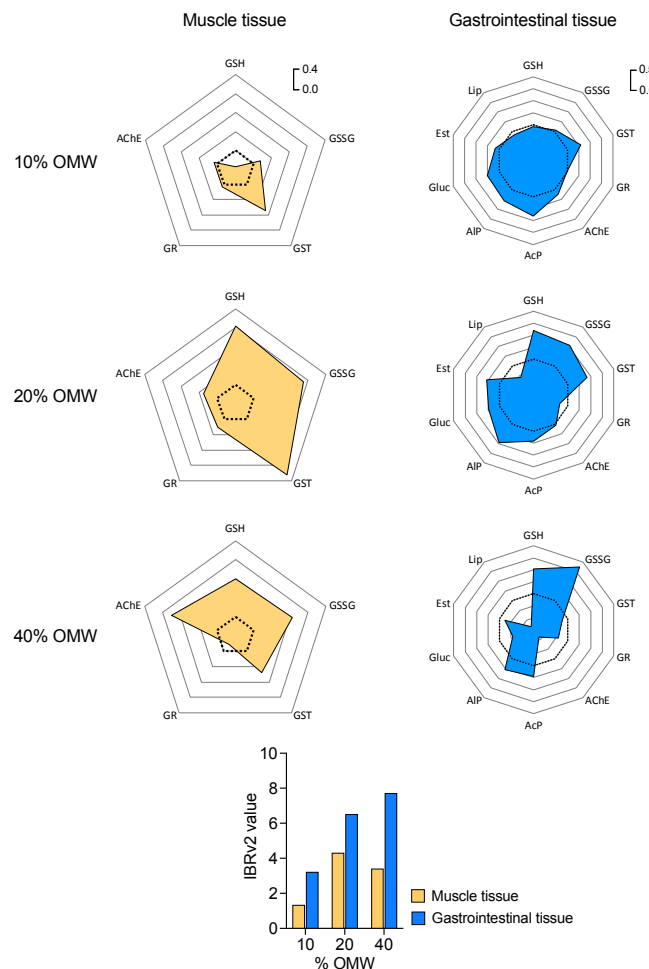 Muscle tissue
Gastrointestinal tissue
10% OMW
GSH
GSSG
GST
GR
AChE
0.4
0.0
GSH
GSSG
GST
GR
AChE
AcP
AlP
Gluc
Est
Lip
20% OMW
GSH
GSSG
GST
GR
AChE
GSH
GSSG
GST
GR
AChE
AcP
AlP
Gluc
Est
Lip
40% OMW
GSH
GSSG
GST
GR
AChE
GSH
GSSG
GST
GR
AChE
AcP
AlP
Gluc
Est
Lip
IBRv2 value
10
8
6
4
2
0
10 20 40
% OMW
Muscle tissue
Gastrointestinal tissue